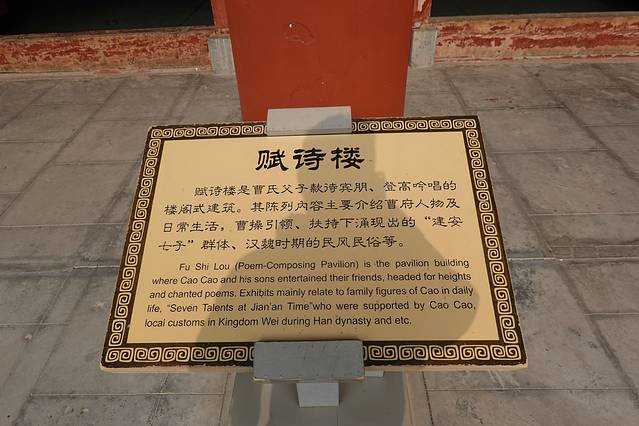 赋诗楼
赋诗楼是曹氏父子款诗宾朋、登高吟唱的
楼阁式建筑。其陈列内容主要介绍曹府人物及
日常生活，曹操引领、扶持下涌现出的“建安
七子”群体、汉魏时期的民风民俗等。
Fu Shi Lou (Poem-Composing Pavilion) is the pavilion building
where Cao Cao and his sons entertained their friends, headed for heights
and chanted poems. Exhibits mainly relate to family figures of Cao in daily
life, “Seven Talents at Jian’an Time”who were supported by Cao Cao,
local customs in Kingdom Wei during Han dynasty and etc.